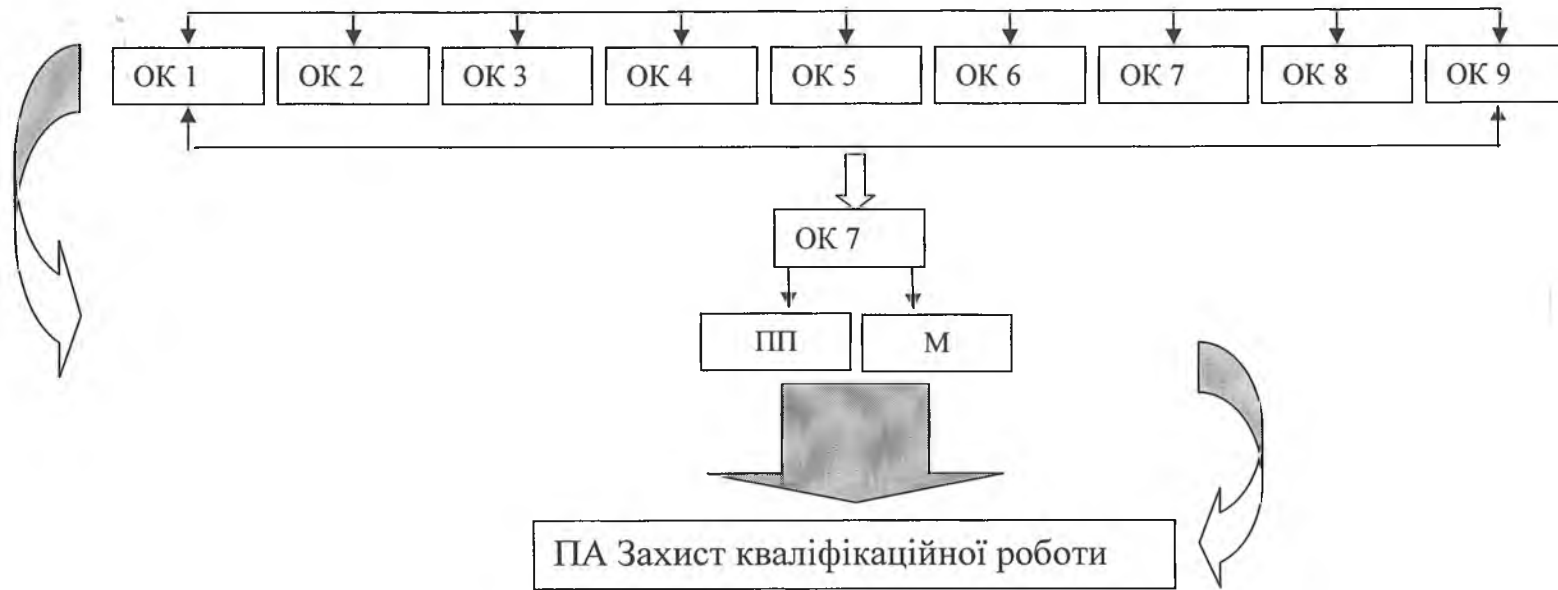 ОК 1 ОК 2 ОК 3 ОК 4 ОК 5 ОК 6 ОК 7 ОК 8 ОК 9
ОК 7
ПП М
ПА Захист кваліфікаційної роботи